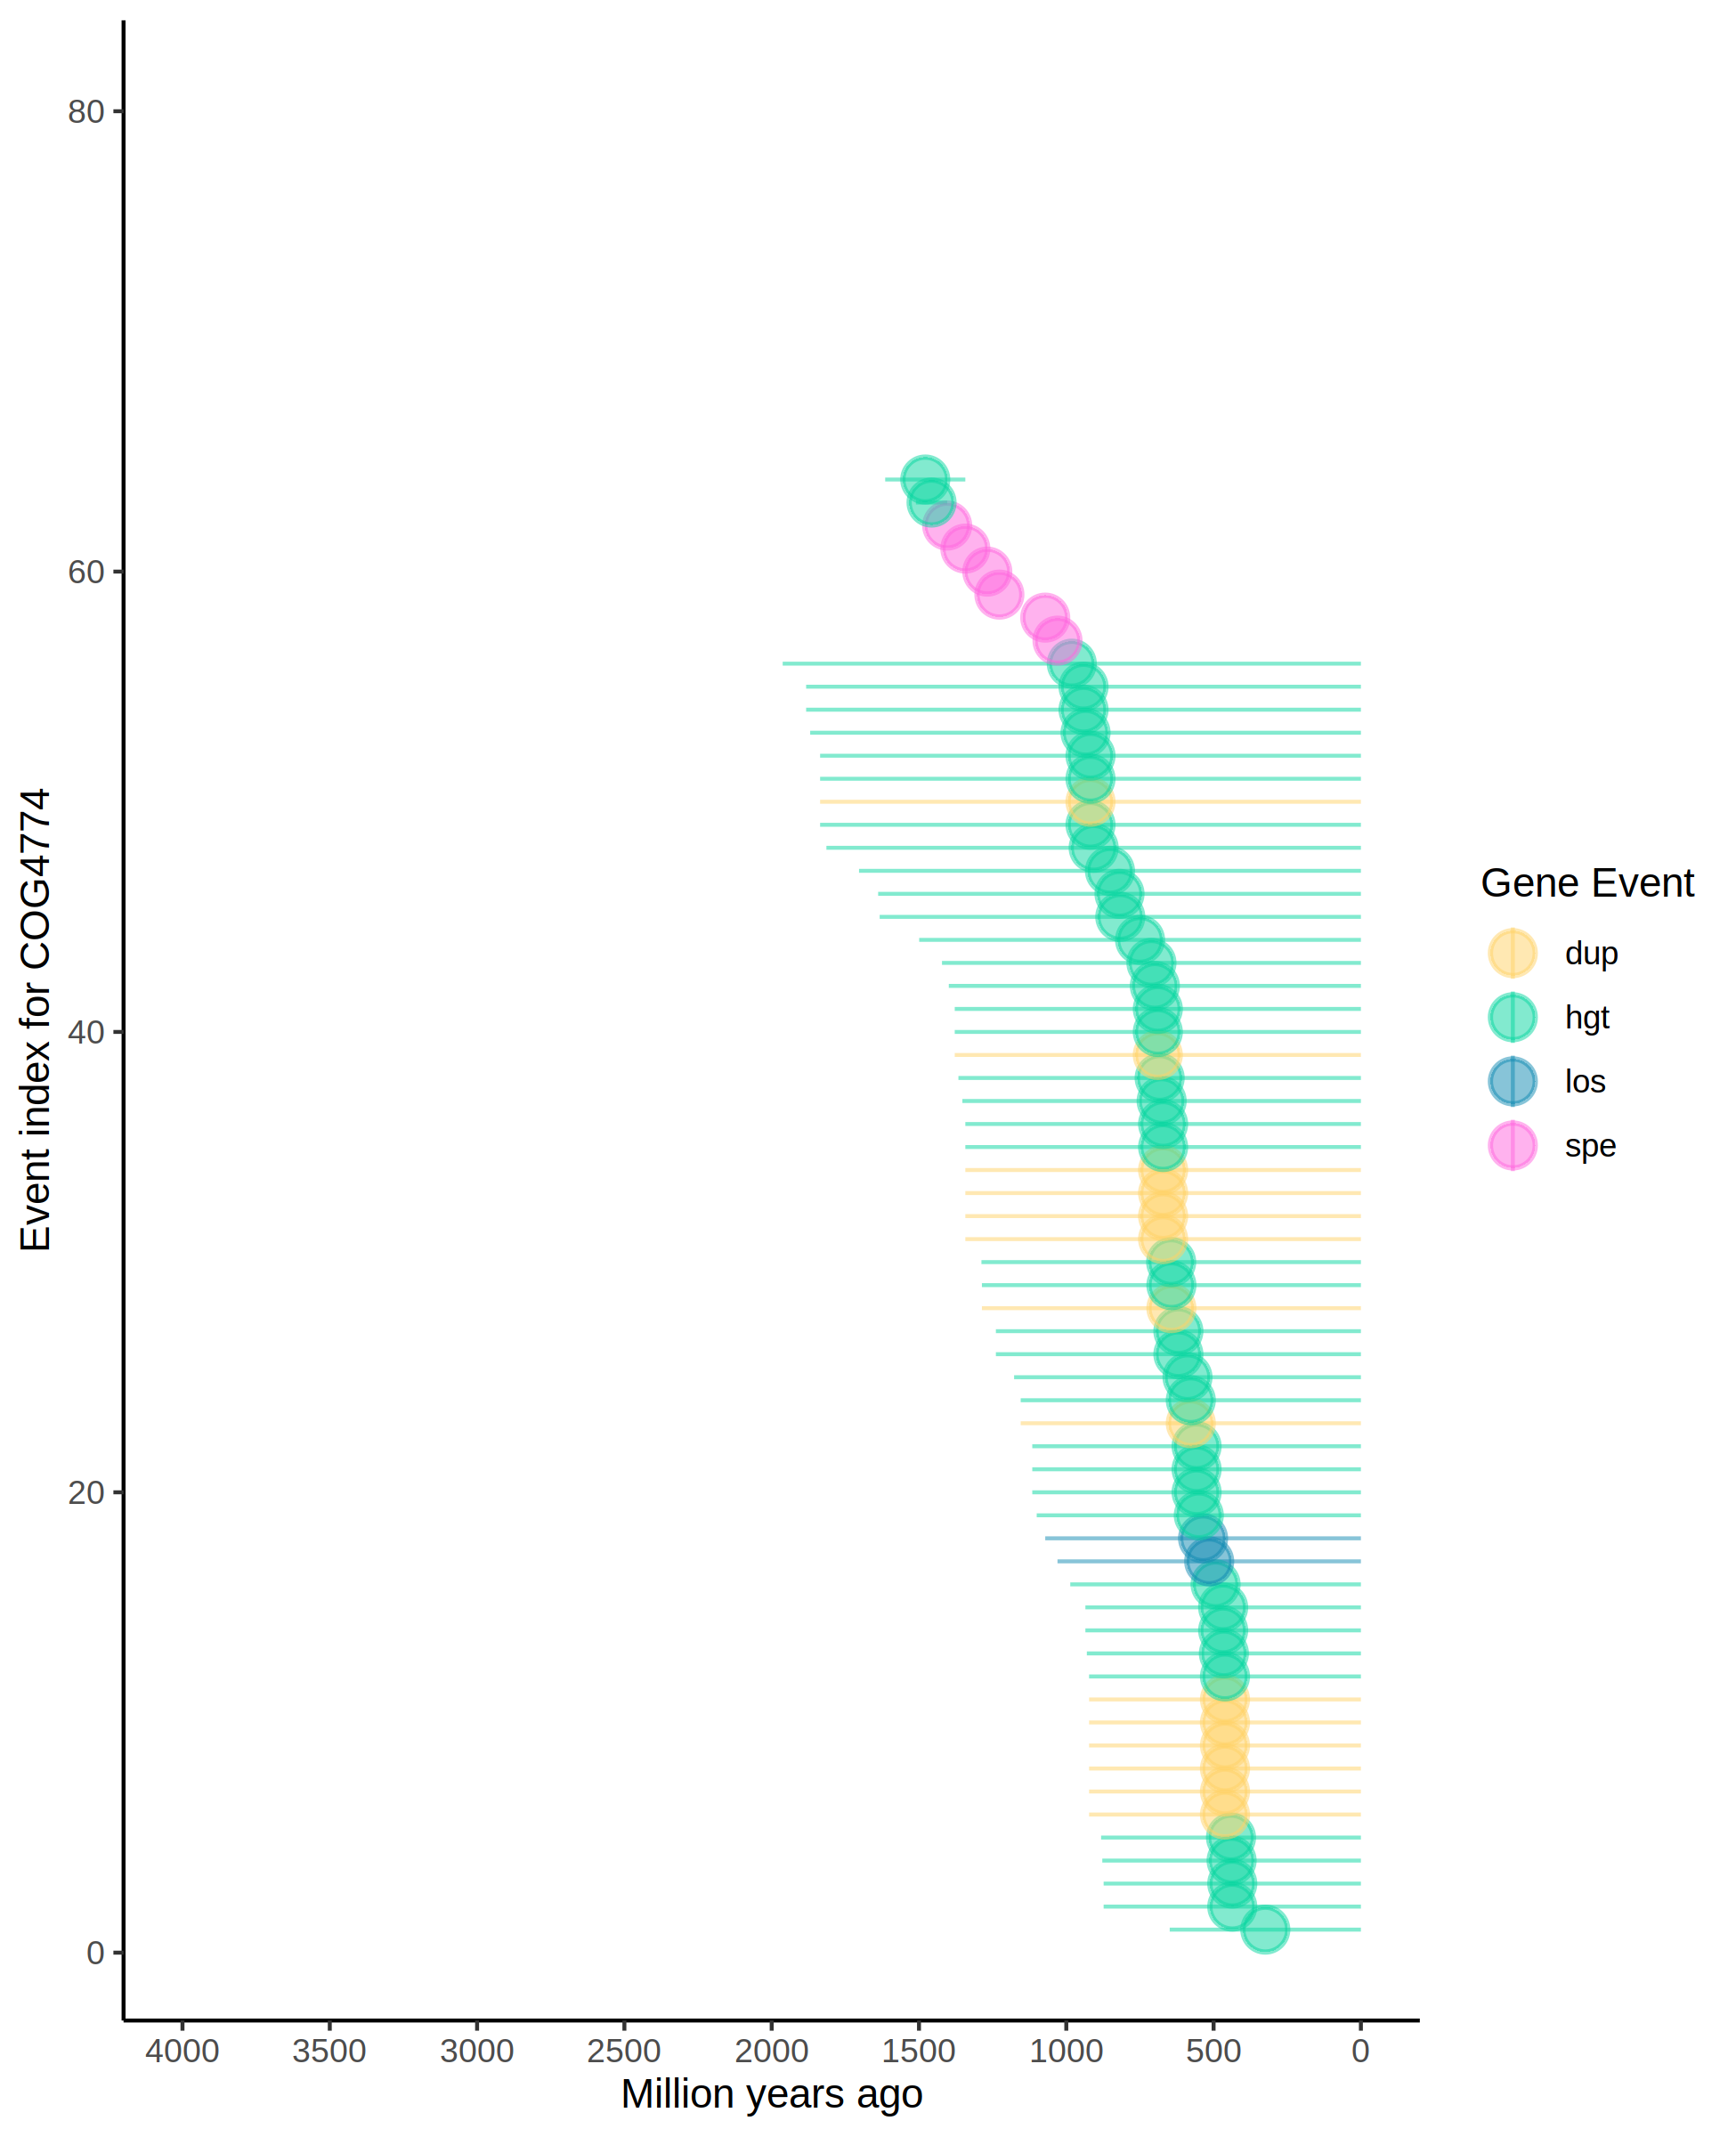 80
60
40
20
0
Event index for COG4774
4000 3500 3000 2500 2000 1500 1000 500 0
Million years ago
Gene Event
dup
hgt
los
spe